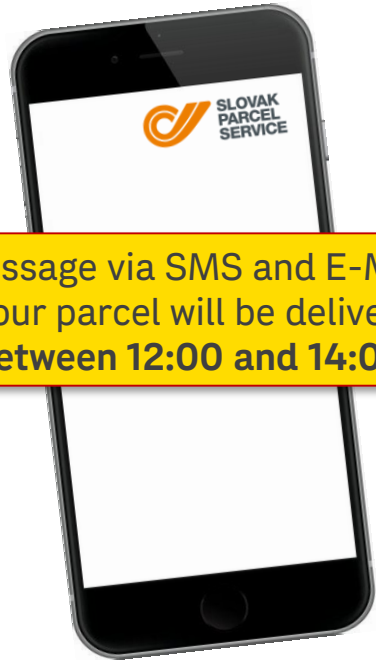 SLOVAK
PARCEL
SERVICE
ssage via SMS and E-M
our parcel will be delive
etween 12:00 and 14:0